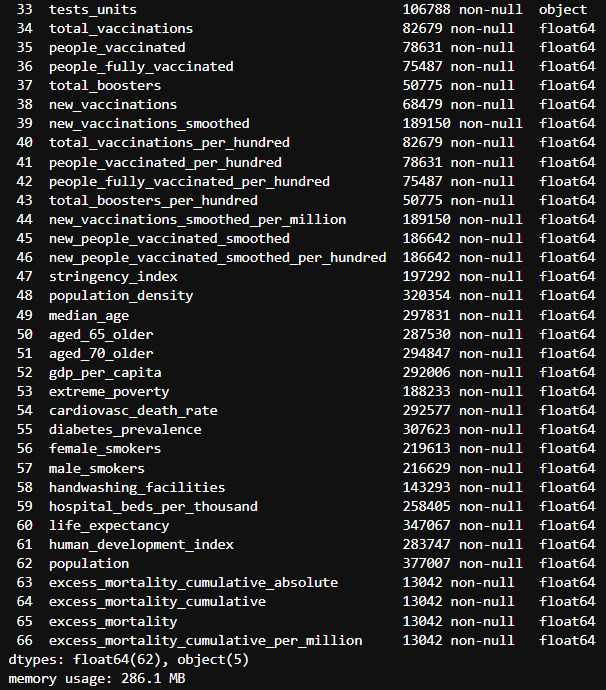 33 tests_units 106788 non-null object
34 total_vaccinations 82679 non-null float64
35 people_vaccinated 78631 non-null float64
36 people_fully_vaccinated 75487 non-null float64
37 total_boosters 50775 non-null float64
38 new_vaccinations 68479 non-null float64
39 new_vaccinations_smoothed 189150 non-null float64
40 total_vaccinations_per_hundred 82679 non-null float64
41 people_vaccinated_per_hundred 78631 non-null float64
42 people_fully_vaccinated_per_hundred 75487 non-null float64
43 total_boosters_per_hundred 50775 non-null float64
44 new_vaccinations_smoothed_per_million 189150 non-null float64
45 new_people_vaccinated_smoothed 186642 non-null float64
46 new_people_vaccinated_smoothed_per_hundred 186642 non-null float64
47 stringency_index 197292 non-null float64
48 population_density 320354 non-null float64
49 median_age 297831 non-null float64
50 aged_65_older 287530 non-null float64
51 aged_70_older 294847 non-null float64
52 gdp_per_capita 292006 non-null float64
53 extreme_poverty 188233 non-null float64
54 cardiovasc_death_rate 292577 non-null float64
55 diabetes_prevalence 307623 non-null float64
56 female_smokers 219613 non-null float64
57 male_smokers 216629 non-null float64
58 handwashing_facilities 143293 non-null float64
59 hospital_beds_per_thousand 258405 non-null float64
60 life_expectancy 347067 non-null float64
61 human_development_index 283747 non-null float64
62 population 377007 non-null float64
63 excess_mortality_cumulative_absolute 13042 non-null float64
64 excess_mortality_cumulative 13042 non-null float64
65 excess_mortality 13042 non-null float64
66 excess_mortality_cumulative_per_million 13042 non-null float64
dtypes: float64(62), object(5)
memory usage: 286.1 MB